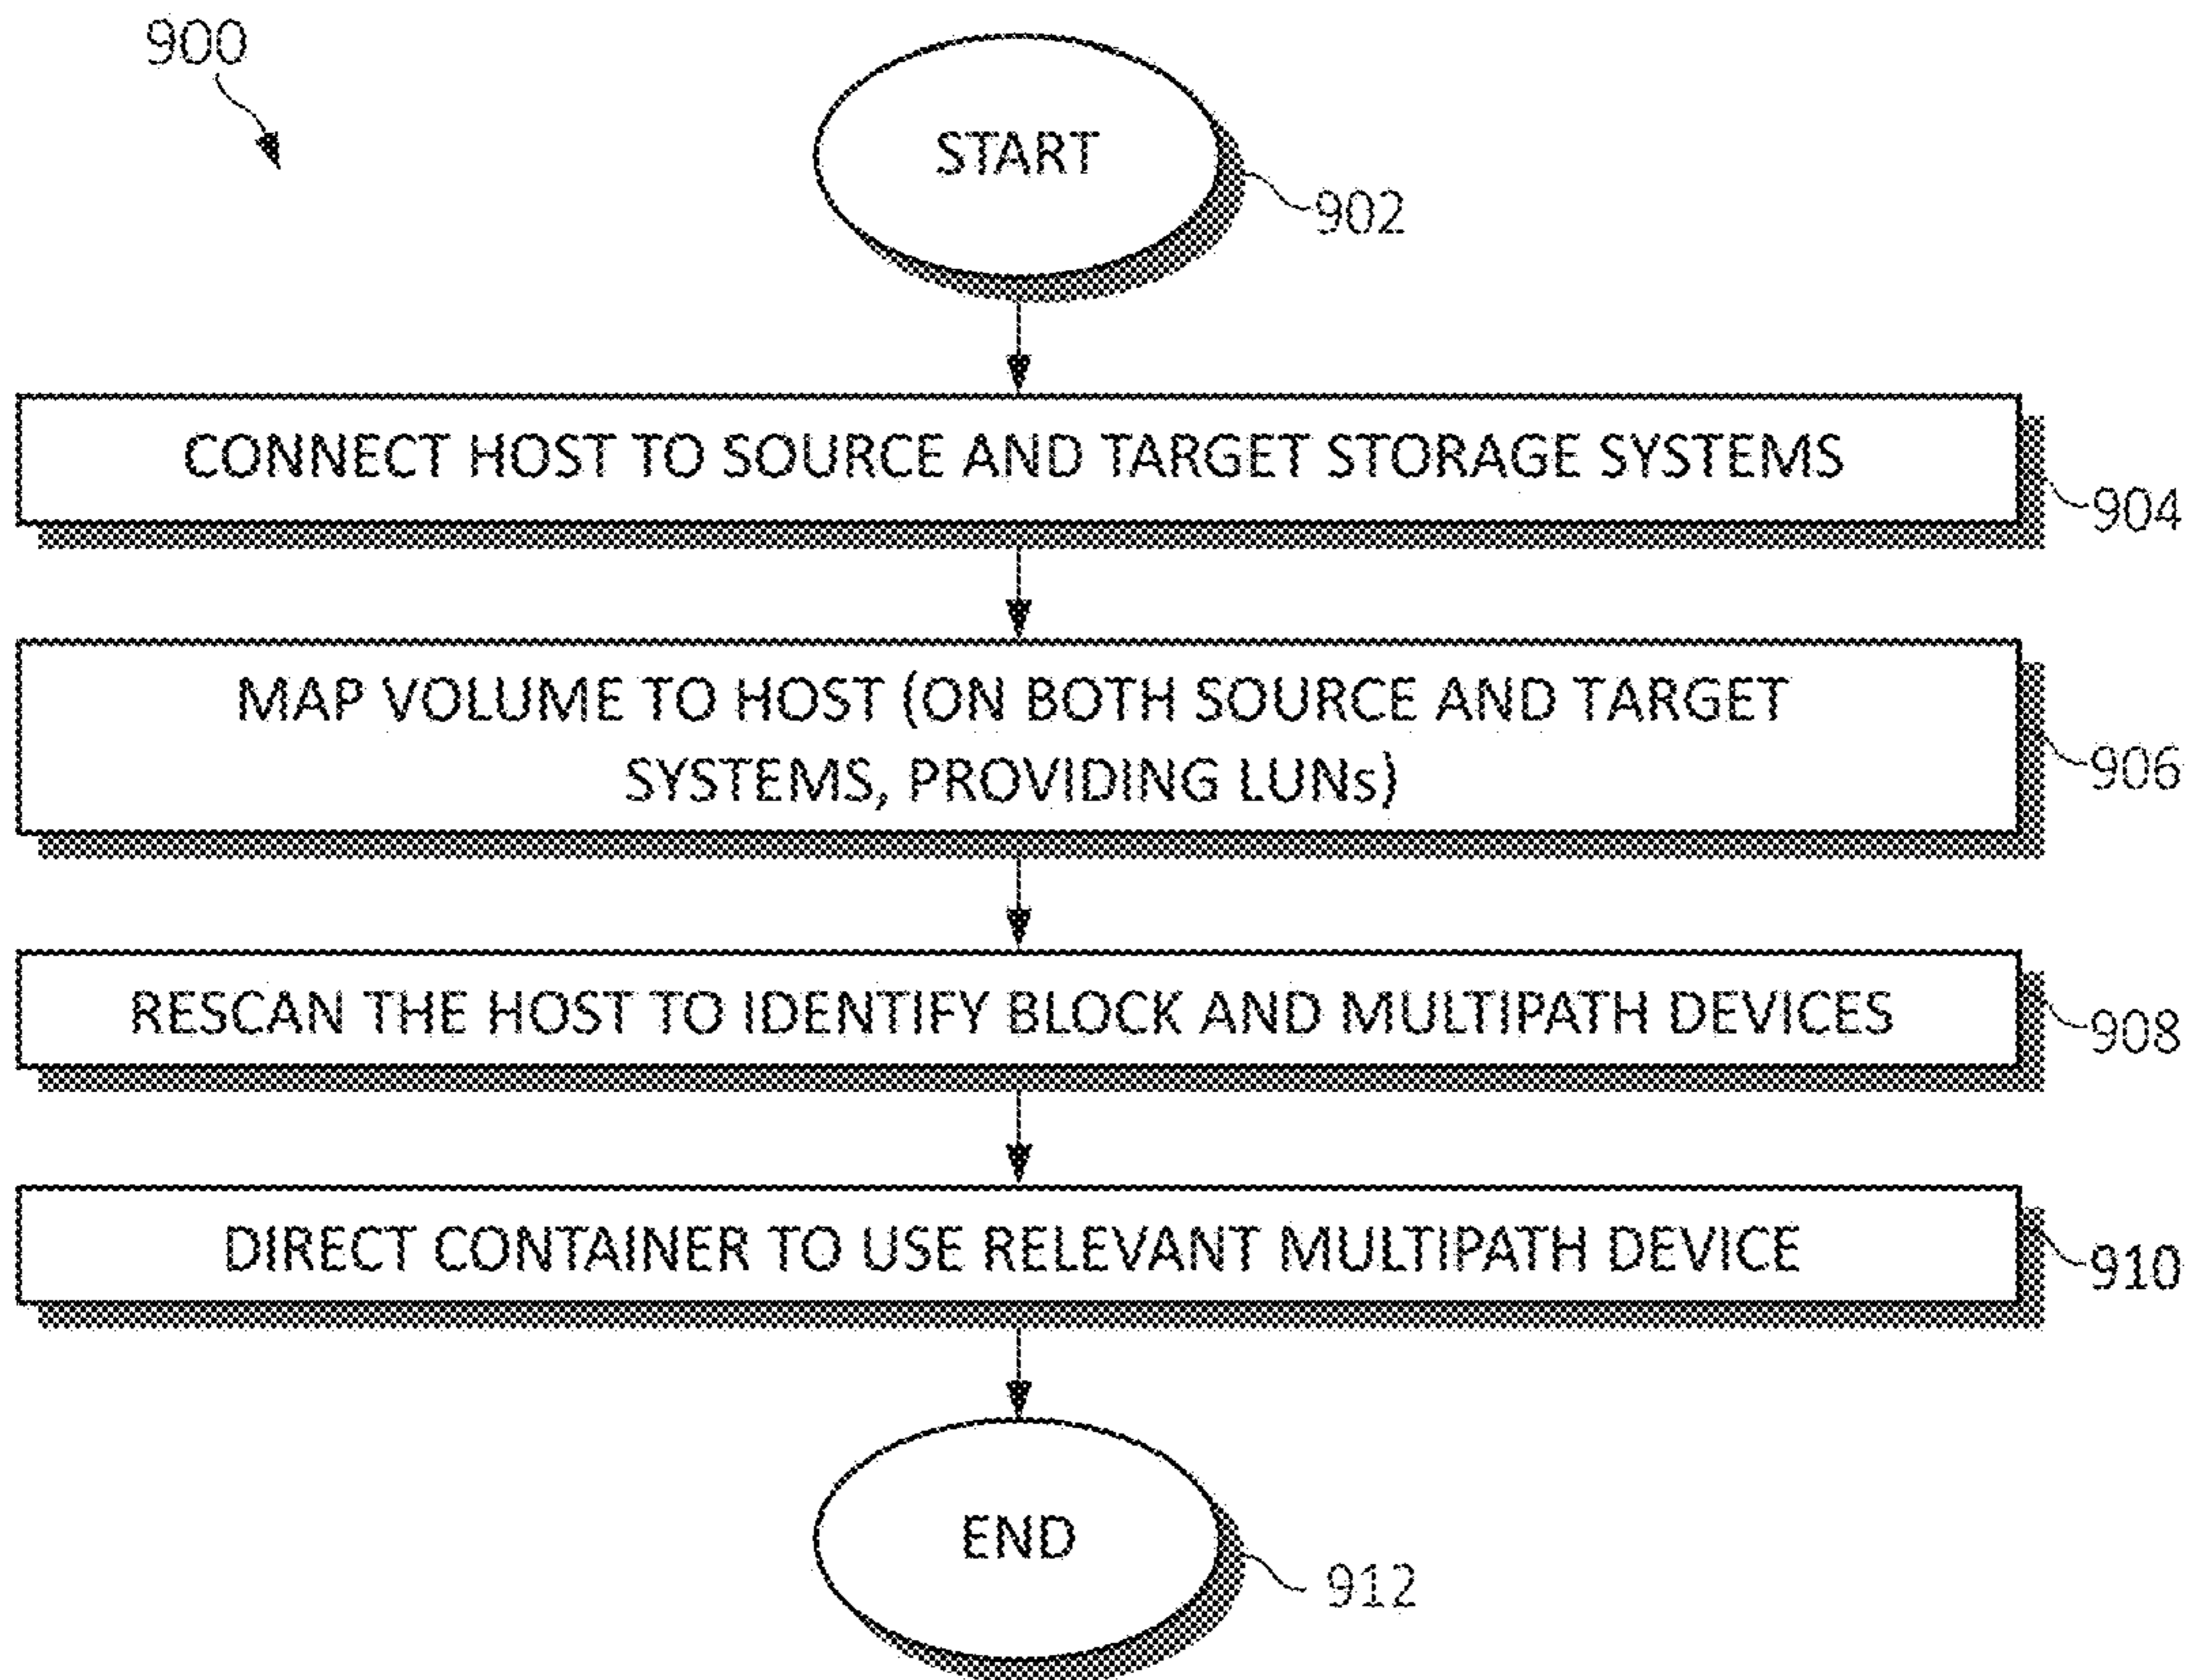 900
START
902
CONNECT HOST TO SOURCE AND TARGET STORAGE SYSTEMS
904
MAP VOLUME TO HOST (ON BOTH SOURCE AND TARGET
SYSTEMS, PROVIDING LUNs)
906
RESCAN THE HOST TO IDENTIFY BLOCK AND MULTIPATH DEVICES
908
DIRECT CONTAINER TO USE RELEVANT MULTIPATH DEVICE
910
END
912